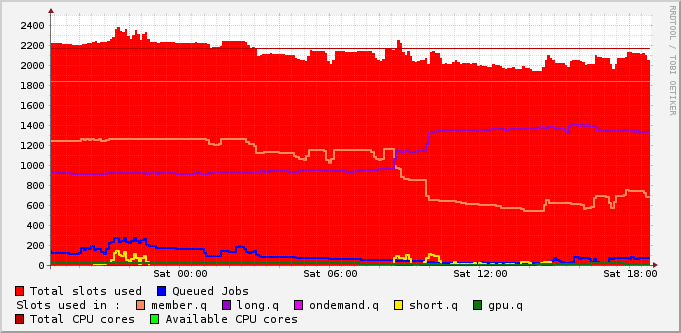 RRDTOOL / TOBI OETIKER
2400
2200
2000
1800
1600
1400
1200
1000
800
600
400
200
0
Sat 00:00 Sat 06:00 Sat 12:00 Sat 18:00
Total slots used Queued Jobs
Slots used in : member.q long.q ondemand.q short.q gpu.q
Total CPU cores Available CPU cores